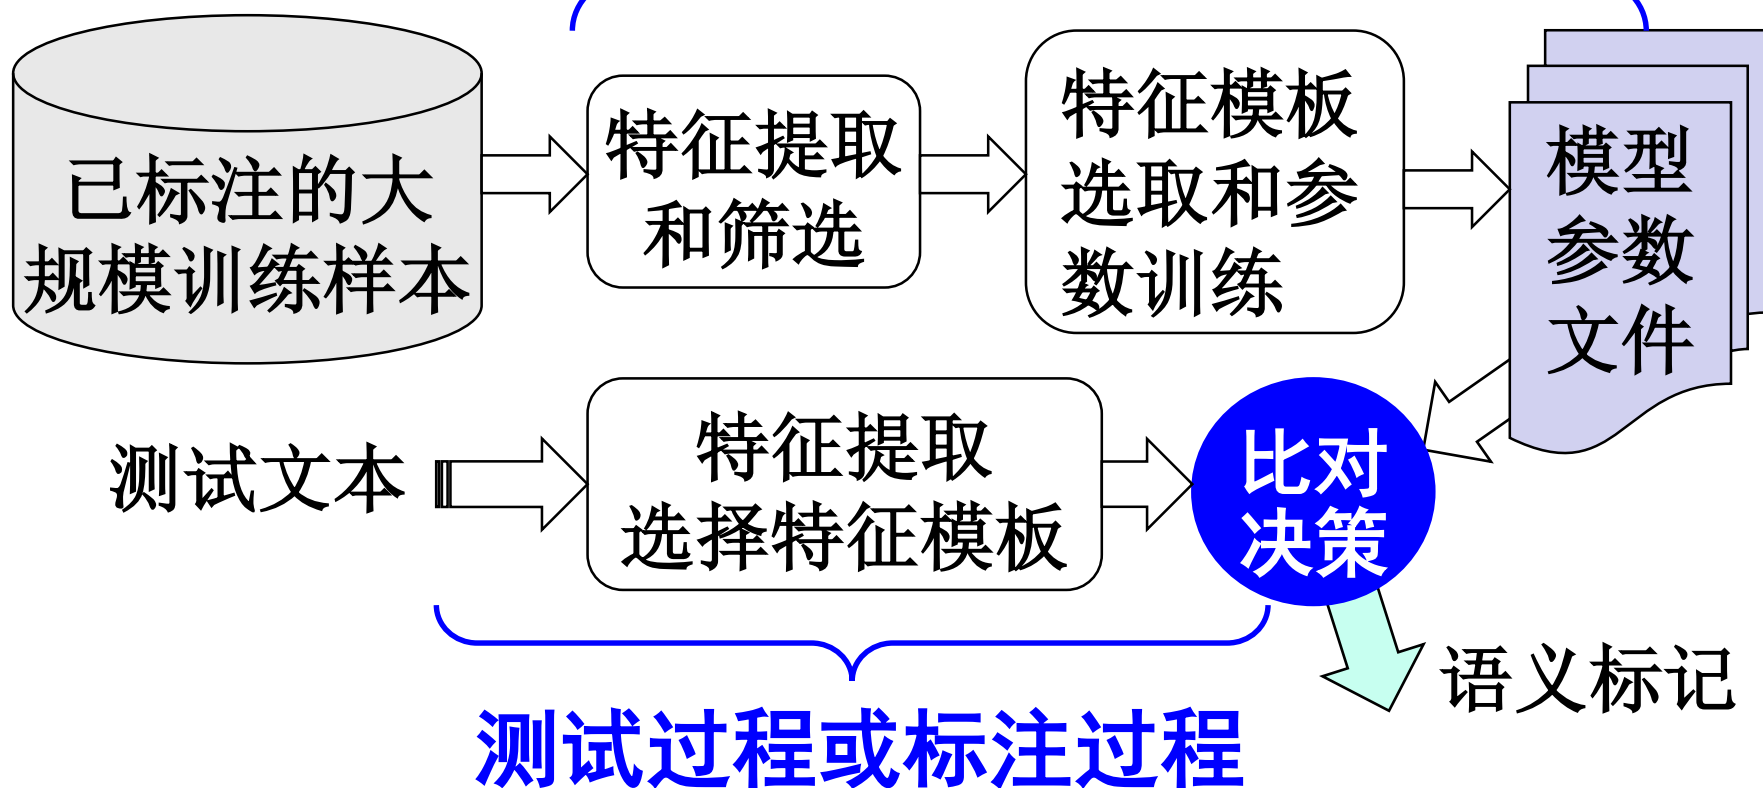 已标注的大
规模训练样本
特征提取
和筛选
特征模板
选取和参
数训练
模型
参数
文件
测试文本
特征提取
选择特征模板
比对
决策
语义标记
测试过程或标注过程